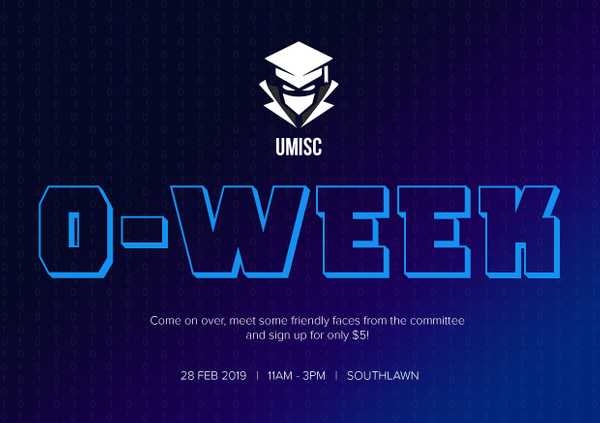 UMISC
O-WEEK
Come on over, meet some friendly faces from the committee
and sign up for only $5!
28 FEB 2019 | 11AM - 3PM | SOUTHLAWN